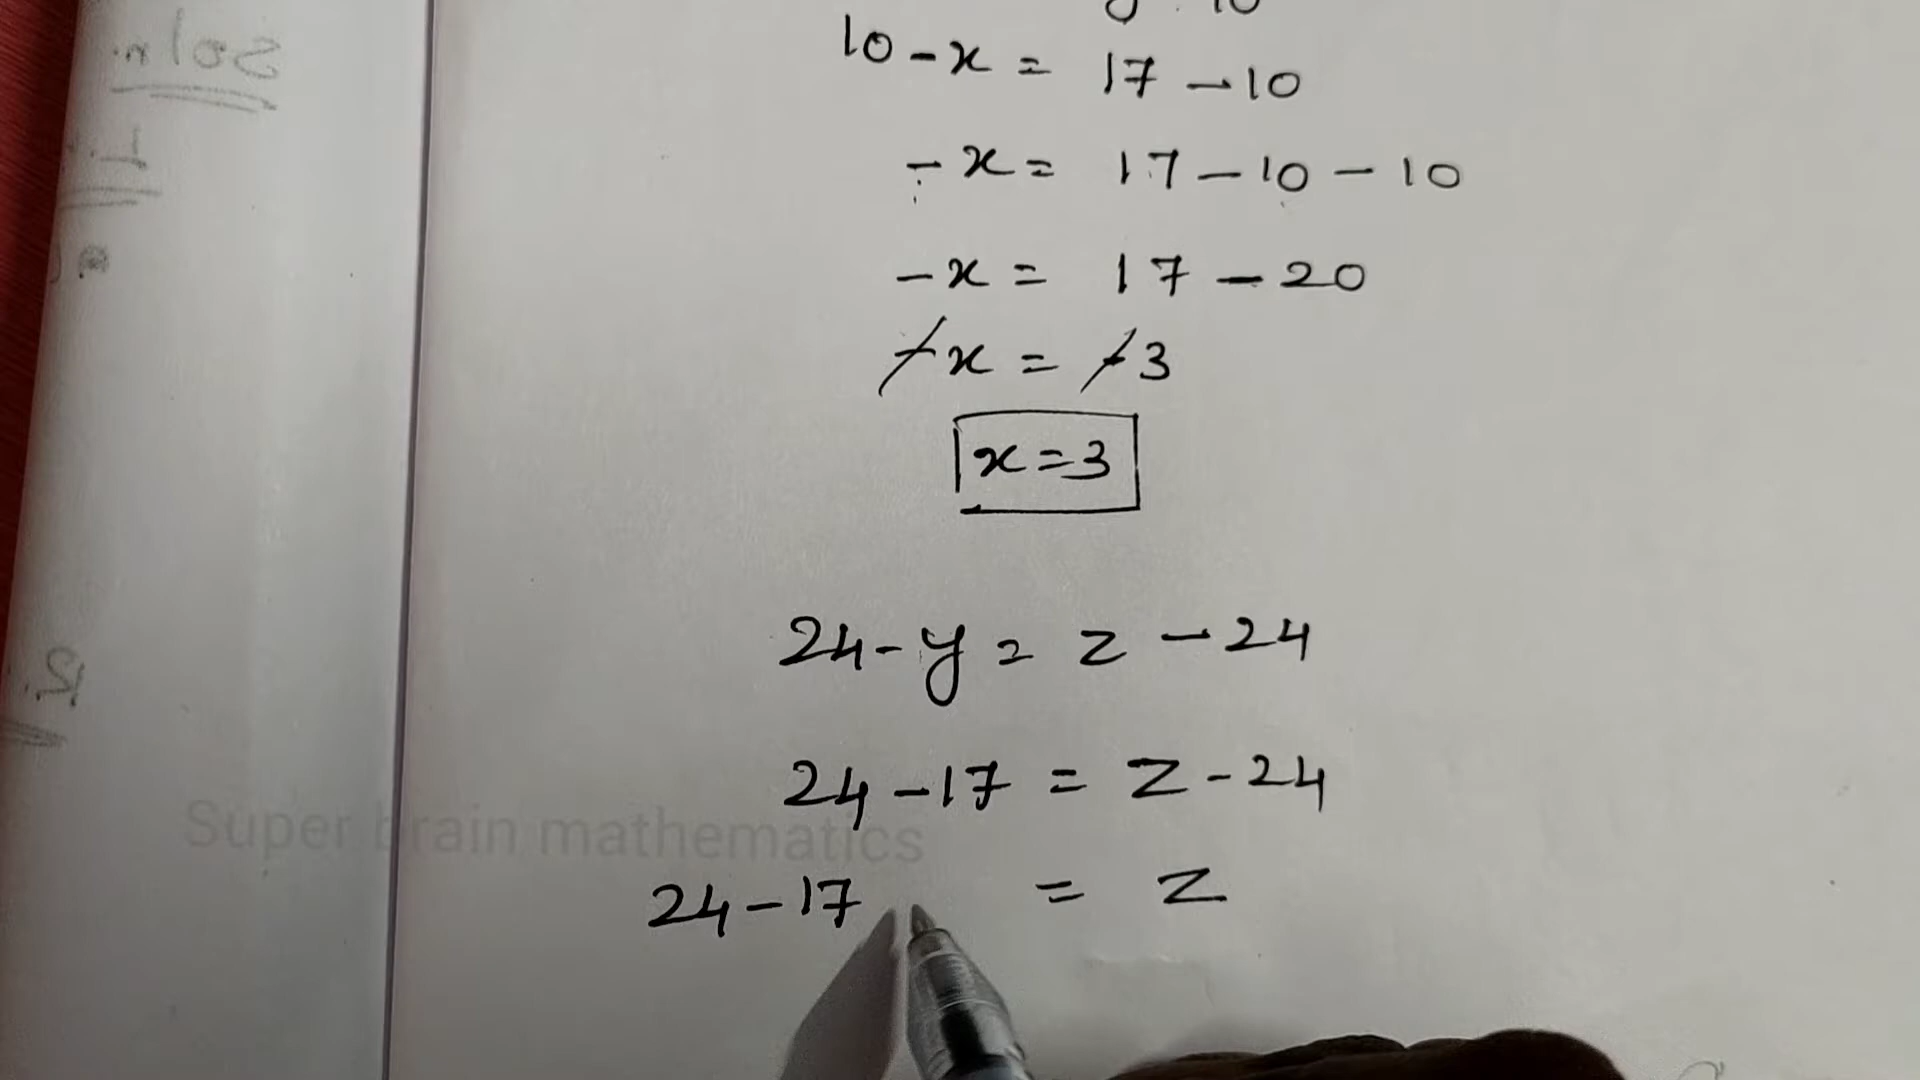 10 - x = 17 - 10
- x = 17 - 10 - 10
- x = 17 - 20
- x = - 3
x = 3
24 - y = z - 24
24 - 17 = z - 24
Super brain mathematics
24 - 17 = z